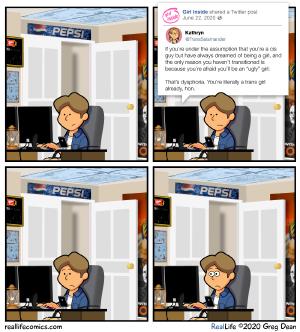 PEPSI
Girl Inside shared a Twitter post
June 22, 2020
Kathryn
@TransSalamander
If you're under the assumption that you're a cis
guy but have always dreamed of being a girl, and
the only reason you haven't transitioned is
because you're afraid you'll be an "ugly" girl.
That's dysphoria. You're literally a trans girl
already, hon.
PEPSI
PEPSI
reallifecomics.com
RealLife ©2020 Greg Dean